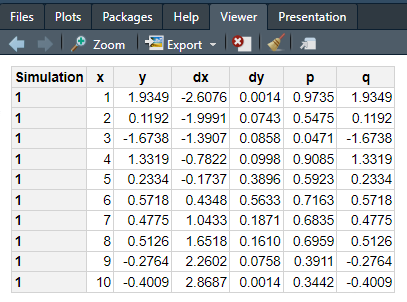 Files Plots Packages Help Viewer Presentation
Zoom Export
Simulation x y dx dy p q
1 1 1.9349 -2.6076 0.0014 0.9735 1.9349
1 2 0.1192 -1.9991 0.0743 0.5475 0.1192
1 3 -1.6738 -1.3907 0.0858 0.0471 -1.6738
1 4 1.3319 -0.7822 0.0998 0.9085 1.3319
1 5 0.2334 -0.1737 0.3896 0.5923 0.2334
1 6 0.5718 0.4348 0.5633 0.7163 0.5718
1 7 0.4775 1.0433 0.1871 0.6835 0.4775
1 8 0.5126 1.6518 0.1610 0.6959 0.5126
1 9 -0.2764 2.2602 0.0758 0.3911 -0.2764
1 10 -0.4009 2.8687 0.0014 0.3442 -0.4009